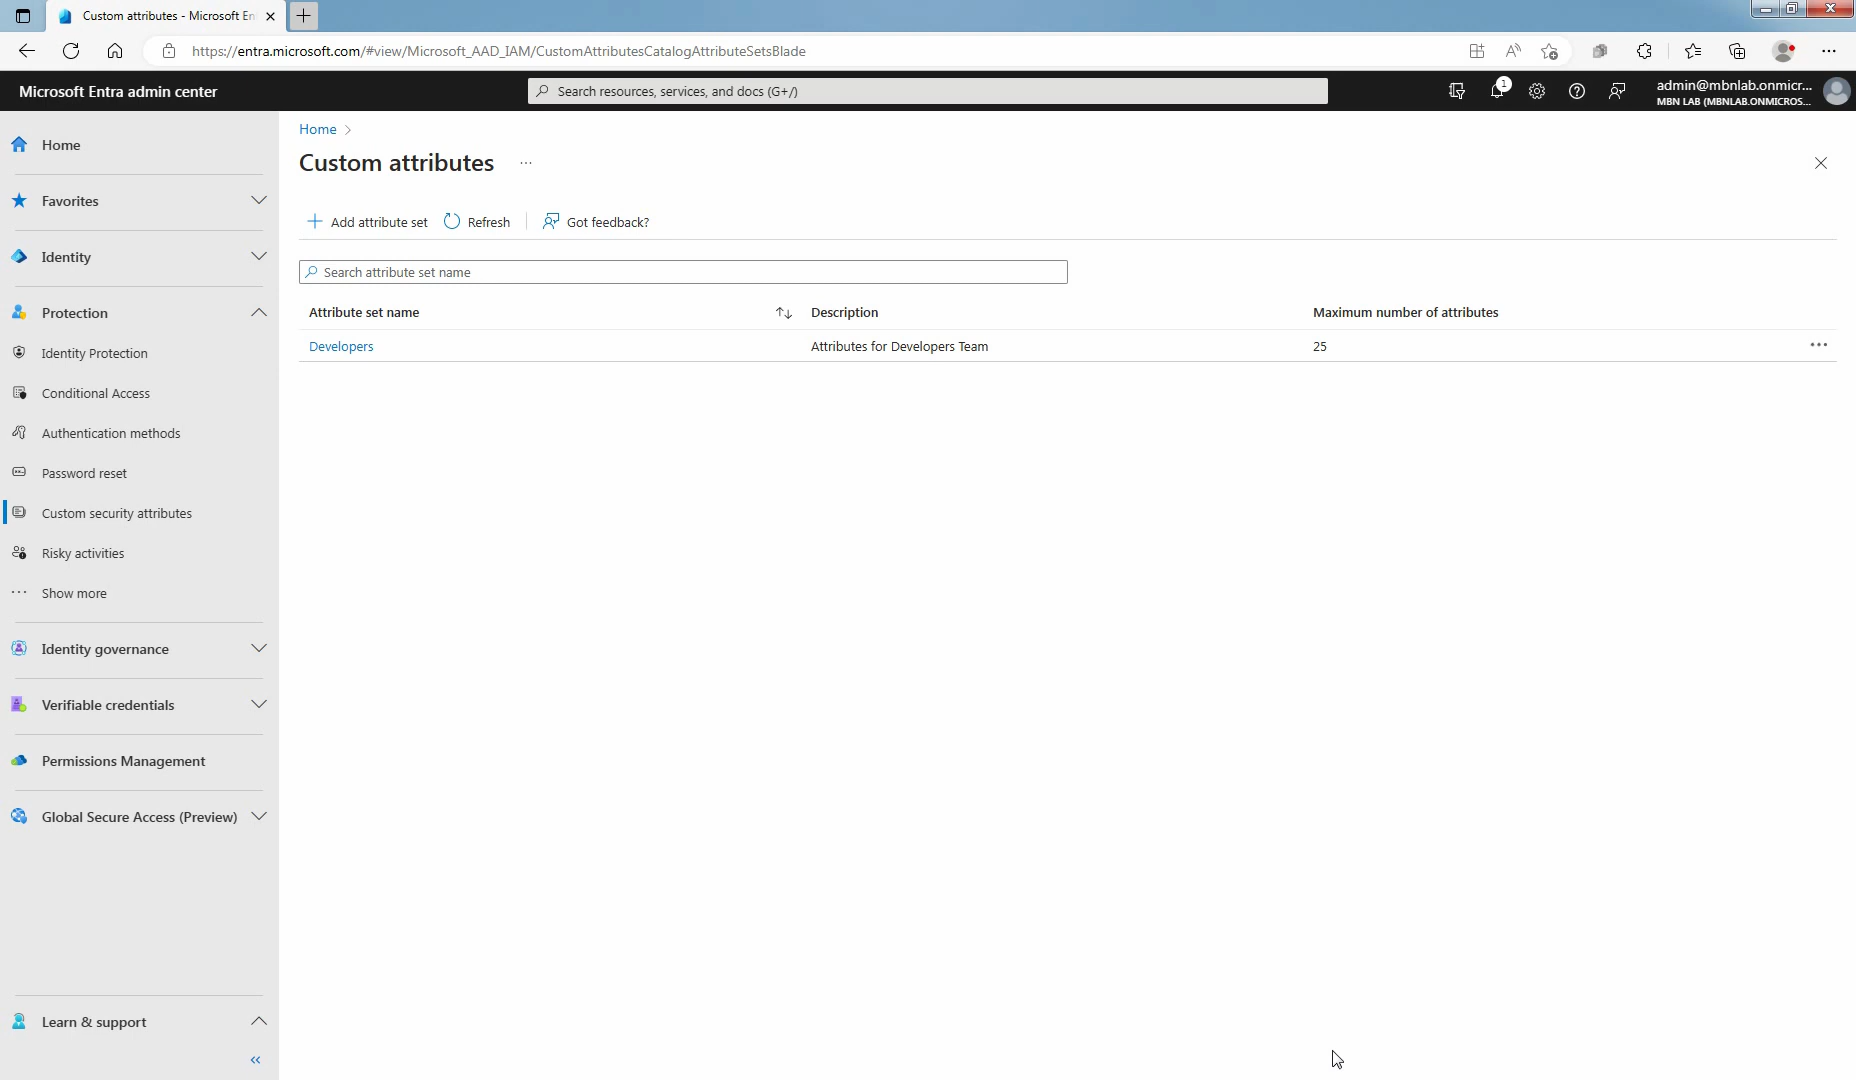 Custom attributes - Microsoft En
https://entra.microsoft.com/#view/Microsoft_AAD_IAM/CustomAttributesCatalogAttributeSetsBlade
Microsoft Entra admin center
Search resources, services, and docs (G+/)
1
admin@mbnlab.onmicr...
MBN LAB (MBNLAB.ONMICROS...
Home
Favorites
Identity
Protection
Identity Protection
Conditional Access
Authentication methods
Password reset
Custom security attributes
Risky activities
Show more
Identity governance
Verifiable credentials
Permissions Management
Global Secure Access (Preview)
Learn & support
Home
Custom attributes
Add attribute set
Refresh
Got feedback?
Search attribute set name
Attribute set name
Description
Maximum number of attributes
Developers
Attributes for Developers Team
25